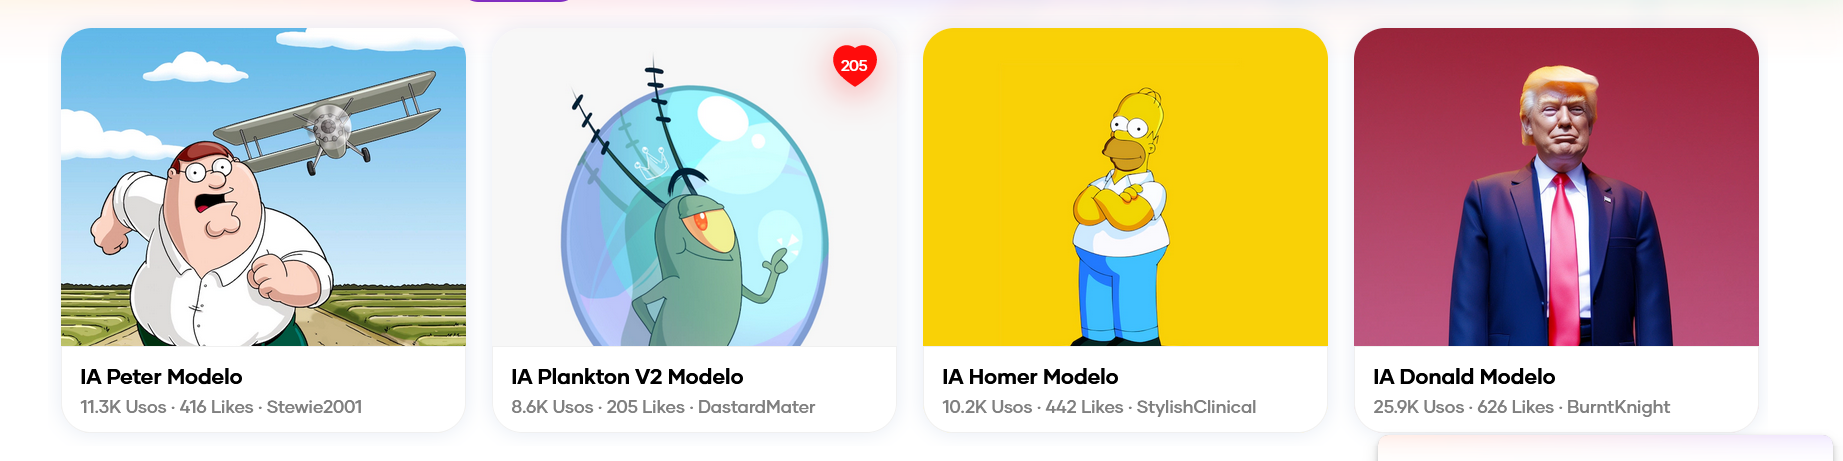 205
IA Peter Modelo
11.3K Usos · 416 Likes · Stewie2001
IA Plankton V2 Modelo
8.6K Usos · 205 Likes · DastardMater
IA Homer Modelo
10.2K Usos · 442 Likes · StylishClinical
IA Donald Modelo
25.9K Usos · 626 Likes · BurntKnight